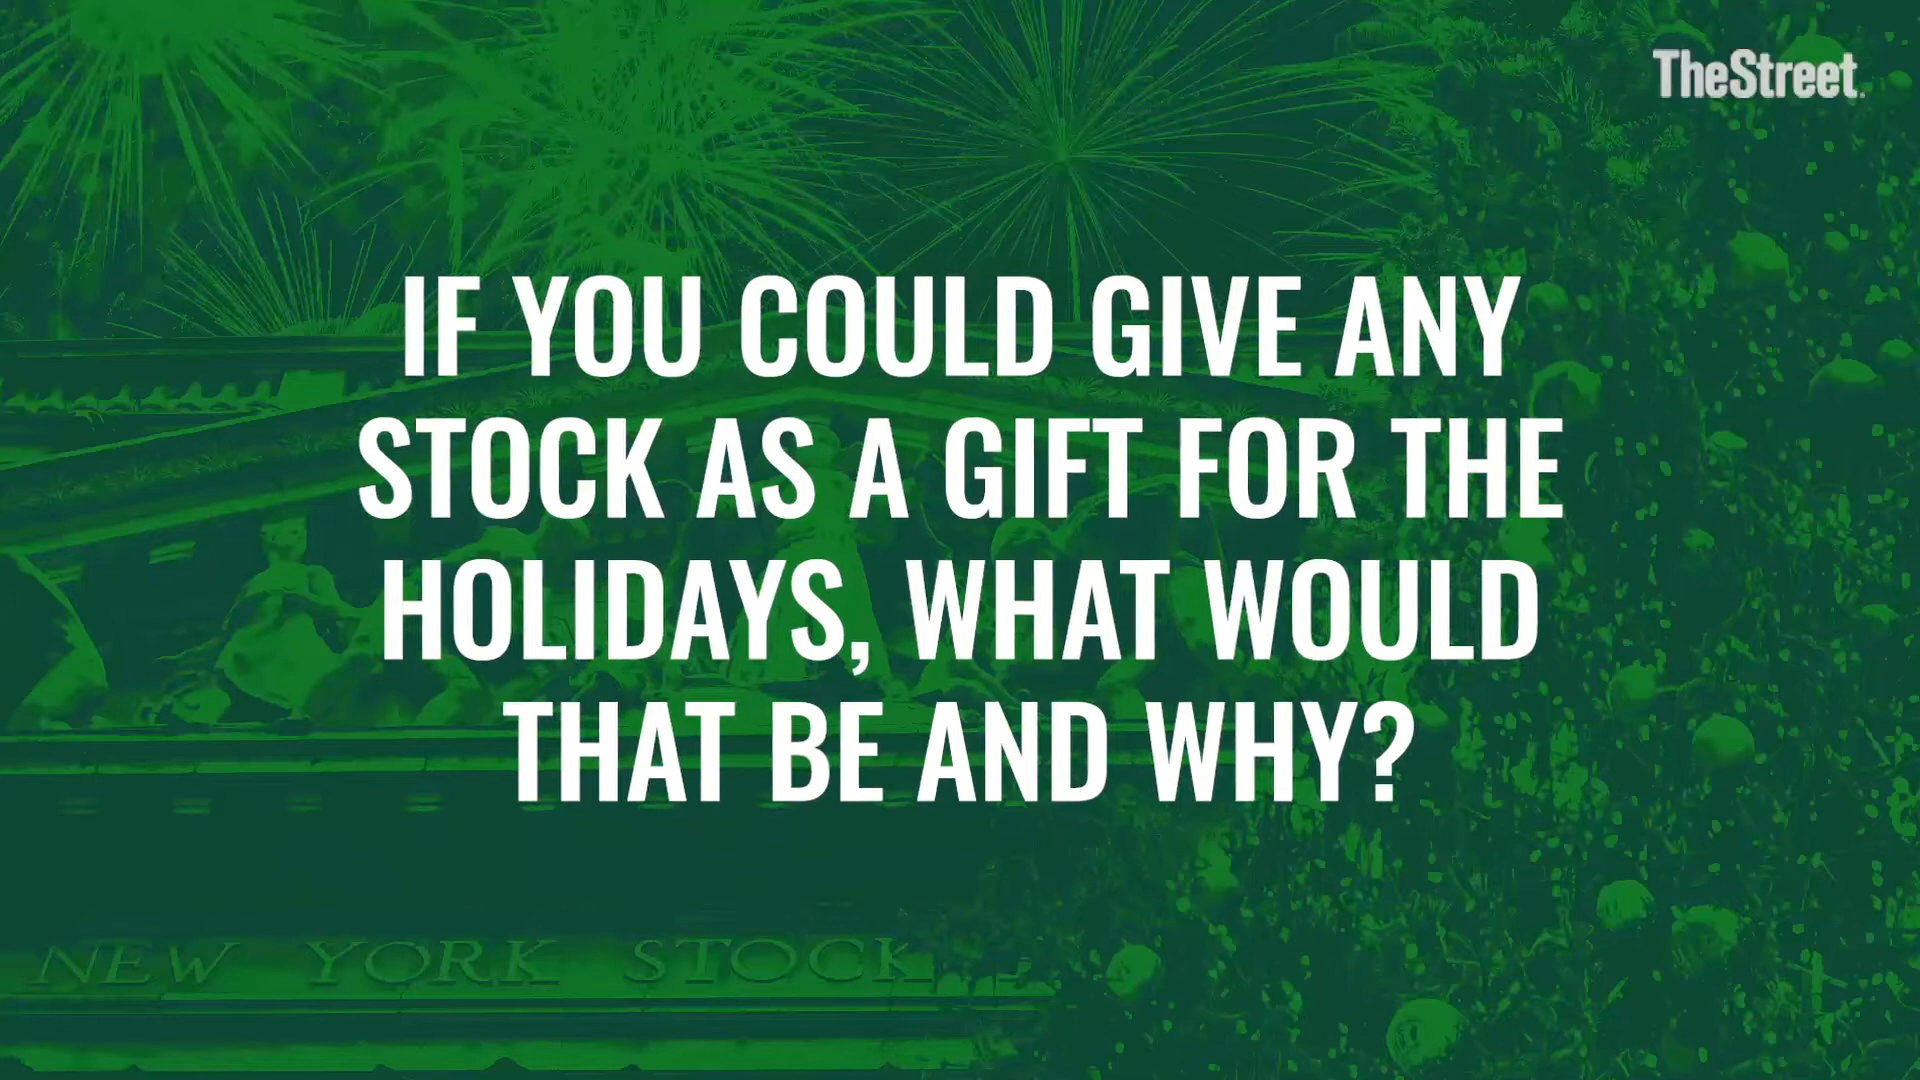 TheStreet
IF YOU COULD GIVE ANY
STOCK AS A GIFT FOR THE
HOLIDAYS, WHAT WOULD
THAT BE AND WHY?
NEW YORK STOCK